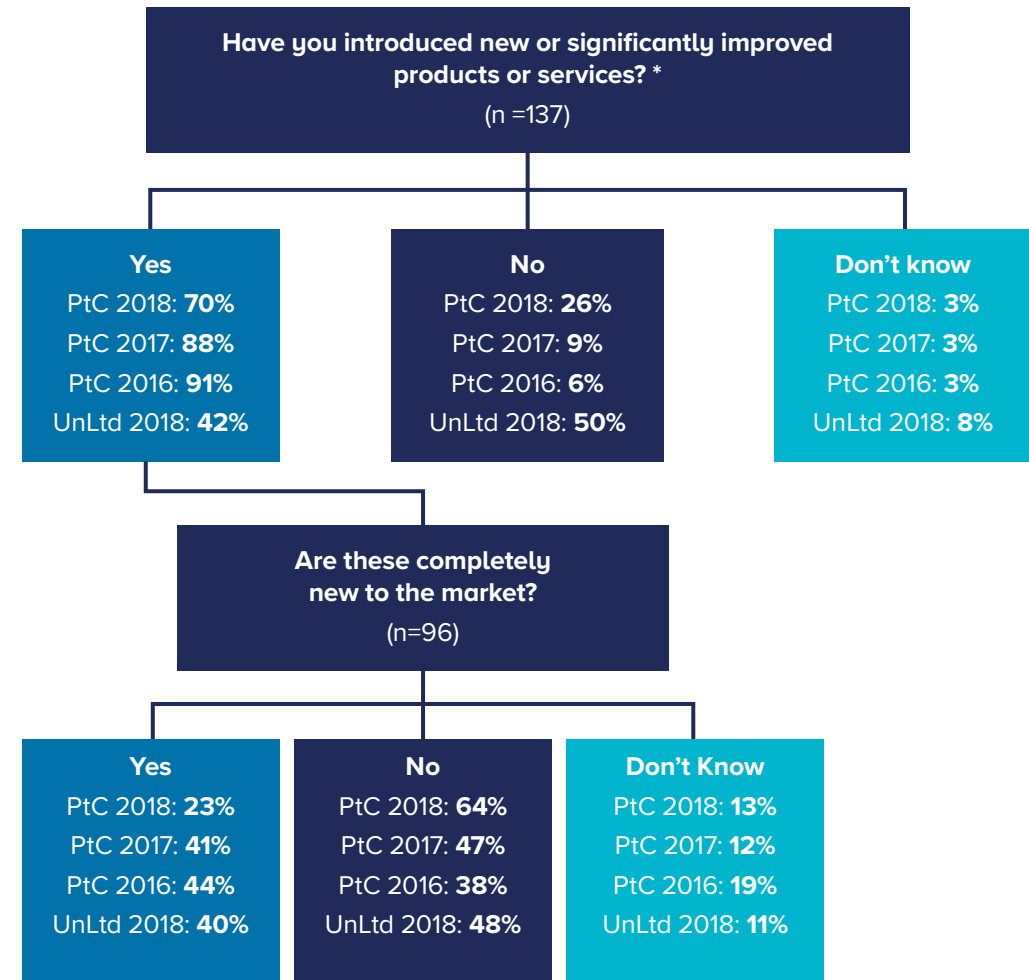 Have you introduced new or significantly improved
products or services? *
(n =137)
Yes
PtC 2018: 70%
PtC 2017: 88%
PtC 2016: 91%
UnLtd 2018: 42%
No
PtC 2018: 26%
PtC 2017: 9%
PtC 2016: 6%
UnLtd 2018: 50%
Don’t know
PtC 2018: 3%
PtC 2017: 3%
PtC 2016: 3%
UnLtd 2018: 8%
Are these completely
new to the market?
(n=96)
Yes
PtC 2018: 23%
PtC 2017: 41%
PtC 2016: 44%
UnLtd 2018: 40%
No
PtC 2018: 64%
PtC 2017: 47%
PtC 2016: 38%
UnLtd 2018: 48%
Don’t Know
PtC 2018: 13%
PtC 2017: 12%
PtC 2016: 19%
UnLtd 2018: 11%